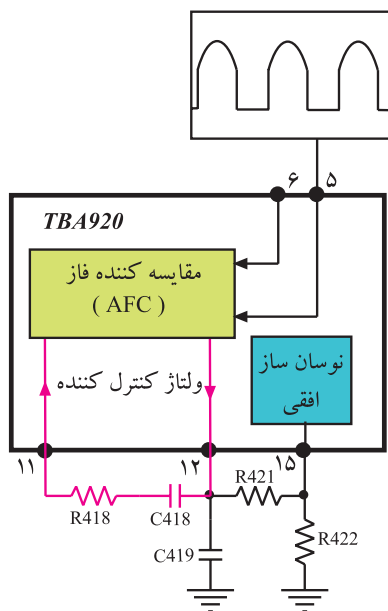 ۶ ۵
TBA920
مقایسه کننده فاز
( AFC )
نوسان ساز
افقی
ولتاژ کنترل کننده
۱۱ ۱۲ ۱۵
R418
C418
R421
C419
R422